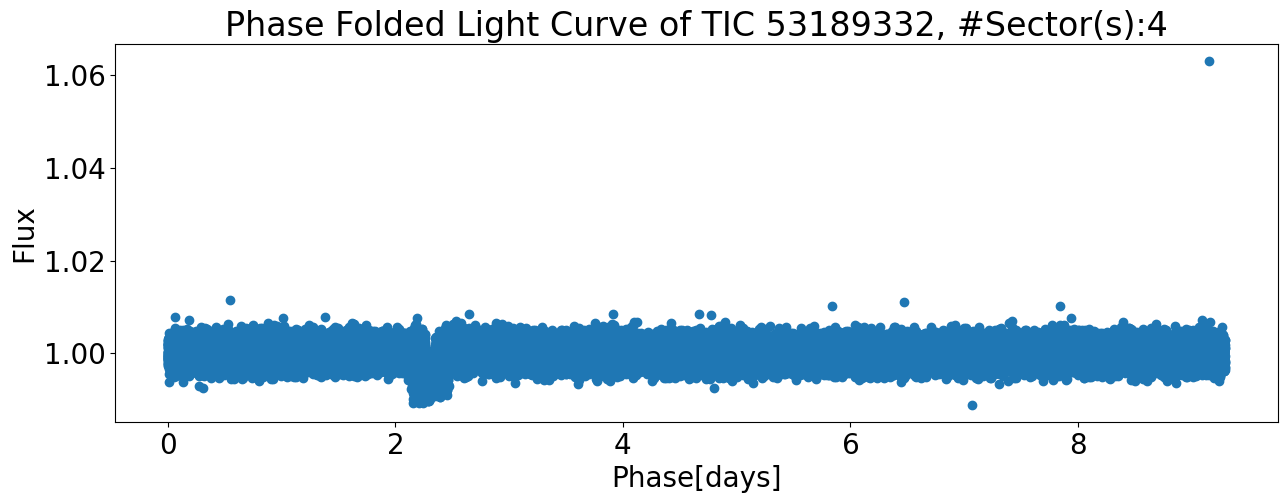 Phase Folded Light Curve of TIC 53189332, #Sector(s):4
1.06
1.04
1.02
1.00
Flux
0 2 4 6 8
Phase[days]